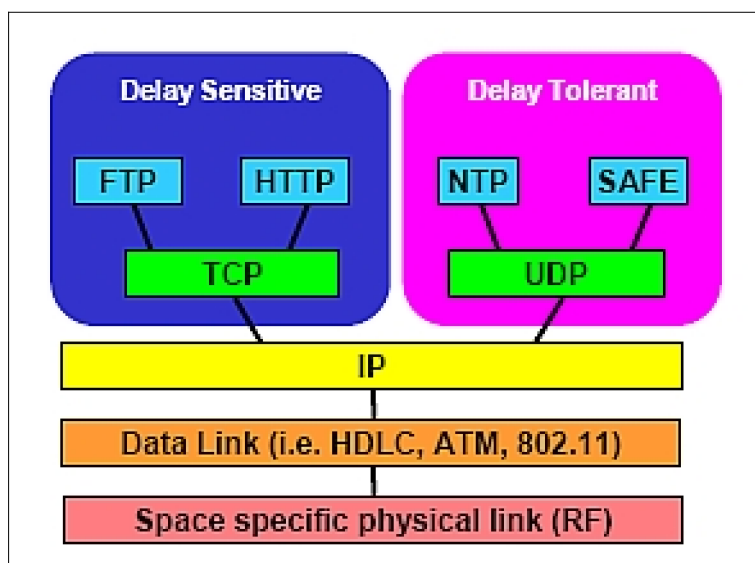 Delay Sensitive
Delay Tolerant
FTP
HTTP
NTP
SAFE
TCP
UDP
IP
Data Link (i.e. HDLC, ATM, 802.11)
Space specific physical link (RF)